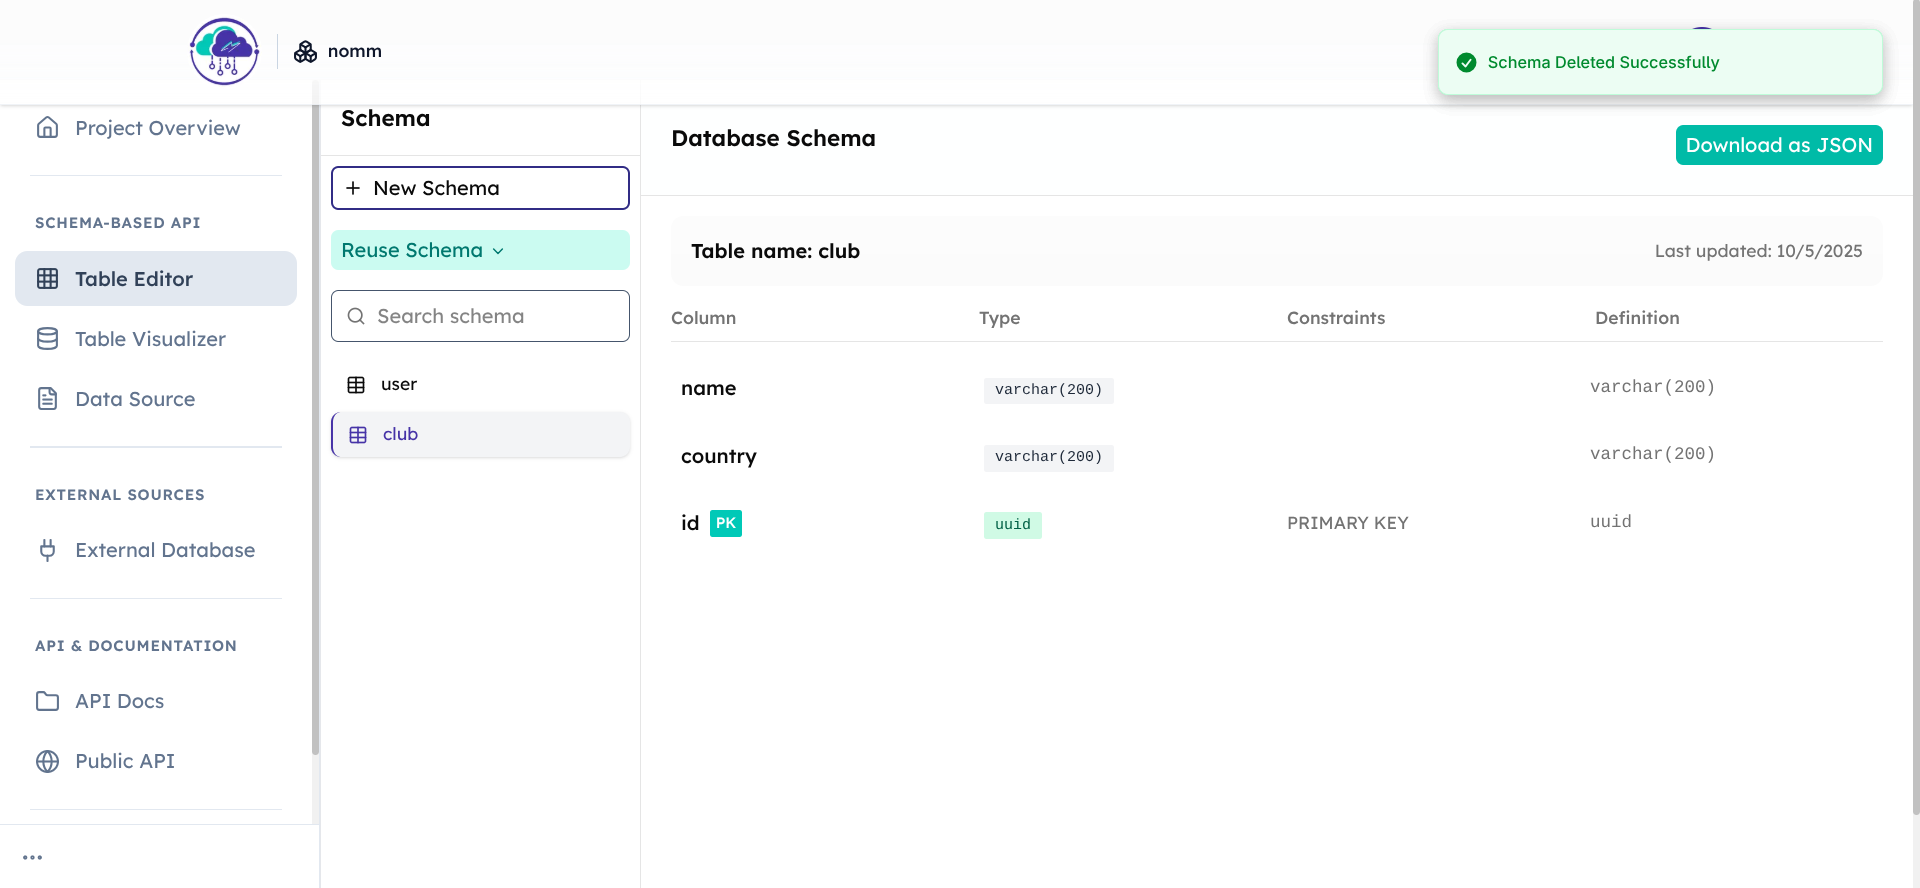 nomm
Schema Deleted Successfully
Project Overview
SCHEMA-BASED API
Table Editor
Table Visualizer
Data Source
EXTERNAL SOURCES
External Database
API & DOCUMENTATION
API Docs
Public API
Schema
+ New Schema
Reuse Schema
Search schema
user
club
Database Schema
Download as JSON
Table name: club
Last updated: 10/5/2025
Column Type Constraints Definition
name varchar(200) varchar(200)
country varchar(200) varchar(200)
id PK uuid PRIMARY KEY uuid